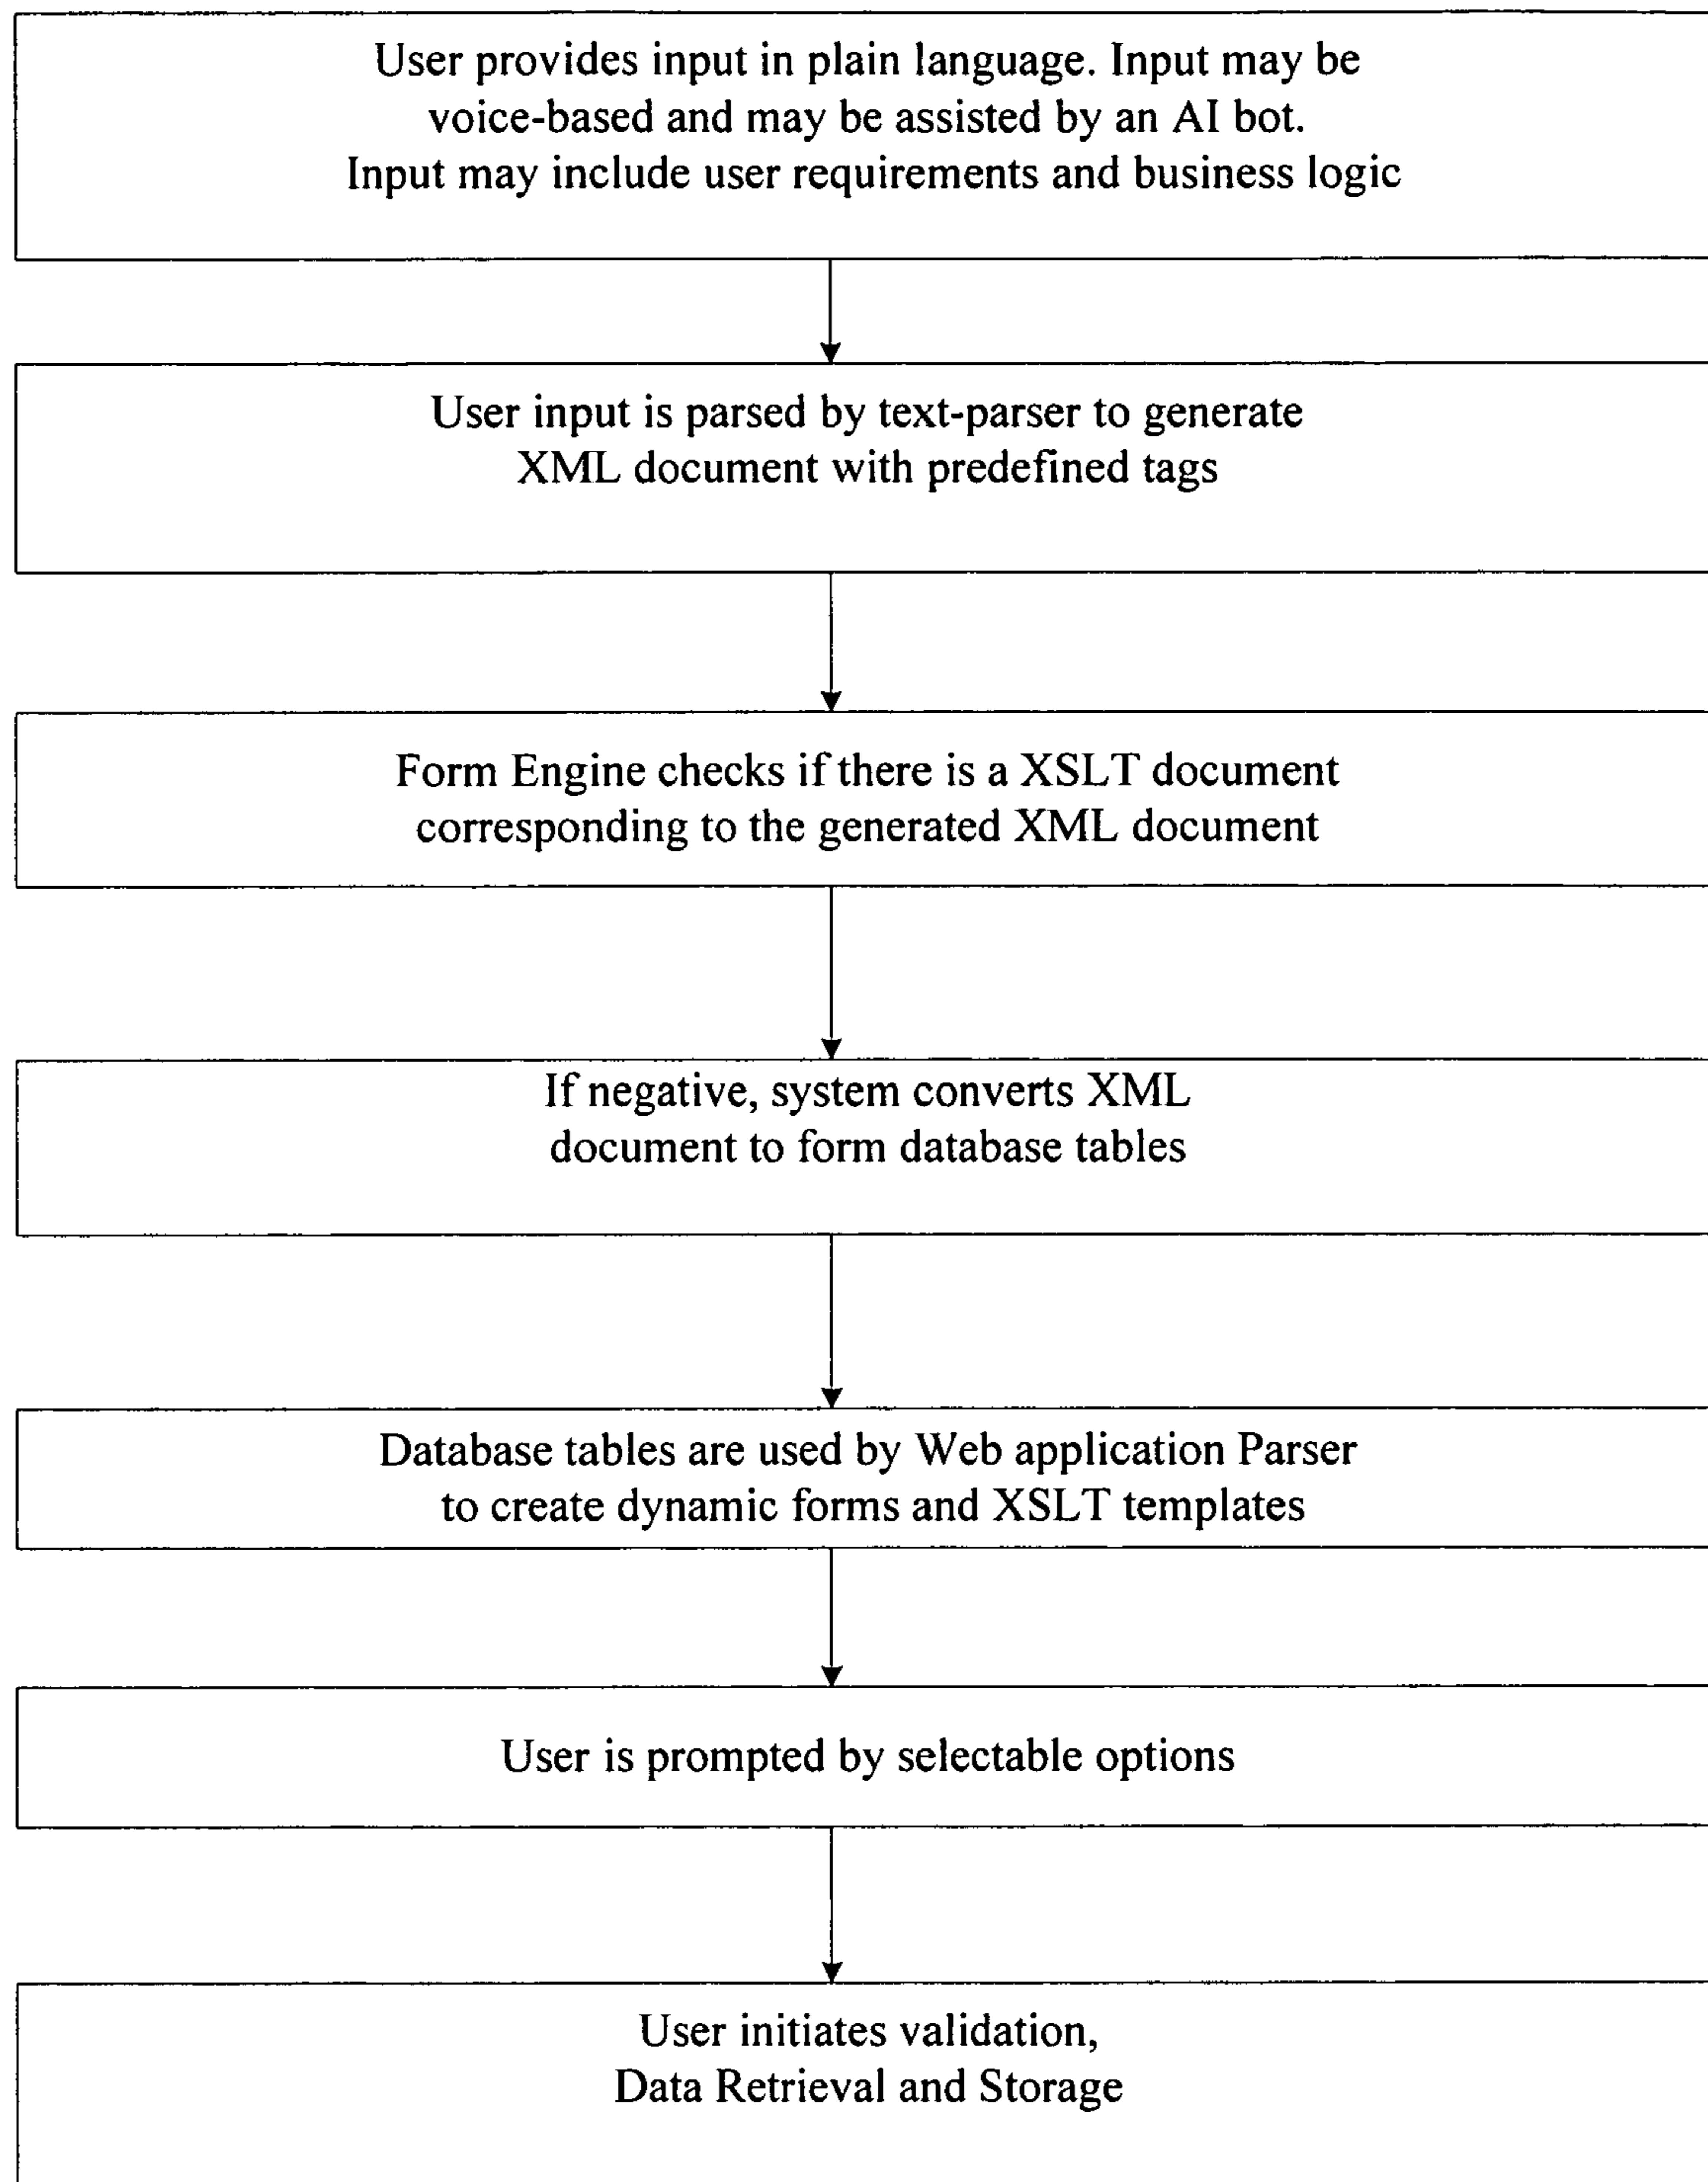 User provides input in plain language. Input may be
voice-based and may be assisted by an AI bot.
Input may include user requirements and business logic
User input is parsed by text-parser to generate
XML document with predefined tags
Form Engine checks if there is a XSLT document
corresponding to the generated XML document
If negative, system converts XML
document to form database tables
Database tables are used by Web application Parser
to create dynamic forms and XSLT templates
User is prompted by selectable options
User initiates validation,
Data Retrieval and Storage